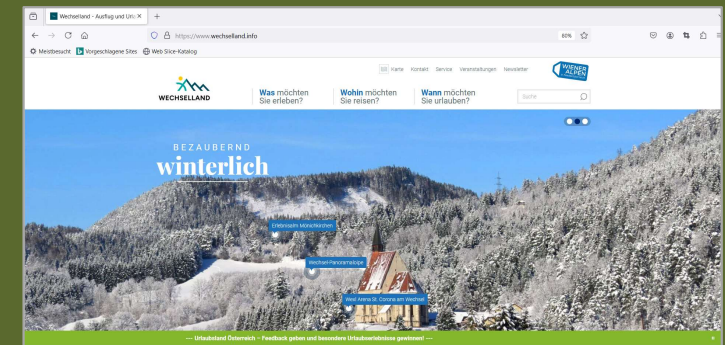 Wechselland - Ausflug und Urla
https://www.wechselland.info
80%
Meistbesucht Vorgeschlagene Sites Web Slice-Katalog
Karte Kontakt Service Veranstaltungen Newsletter
WIENER
ALPEN
WECHSELLAND
Was möchten
Sie erleben?
Wohin möchten
Sie reisen?
Wann möchten
Sie urlauben?
Suche
BEZAUBERND
winterlich
Erlebnisalm Mönichkirchen
Wechsel-Panoramaloipe
Wexl Arena St. Corona am Wechsel
--- Urlaubsland Österreich – Feedback geben und besondere Urlaubserlebnisse gewinnen! ---